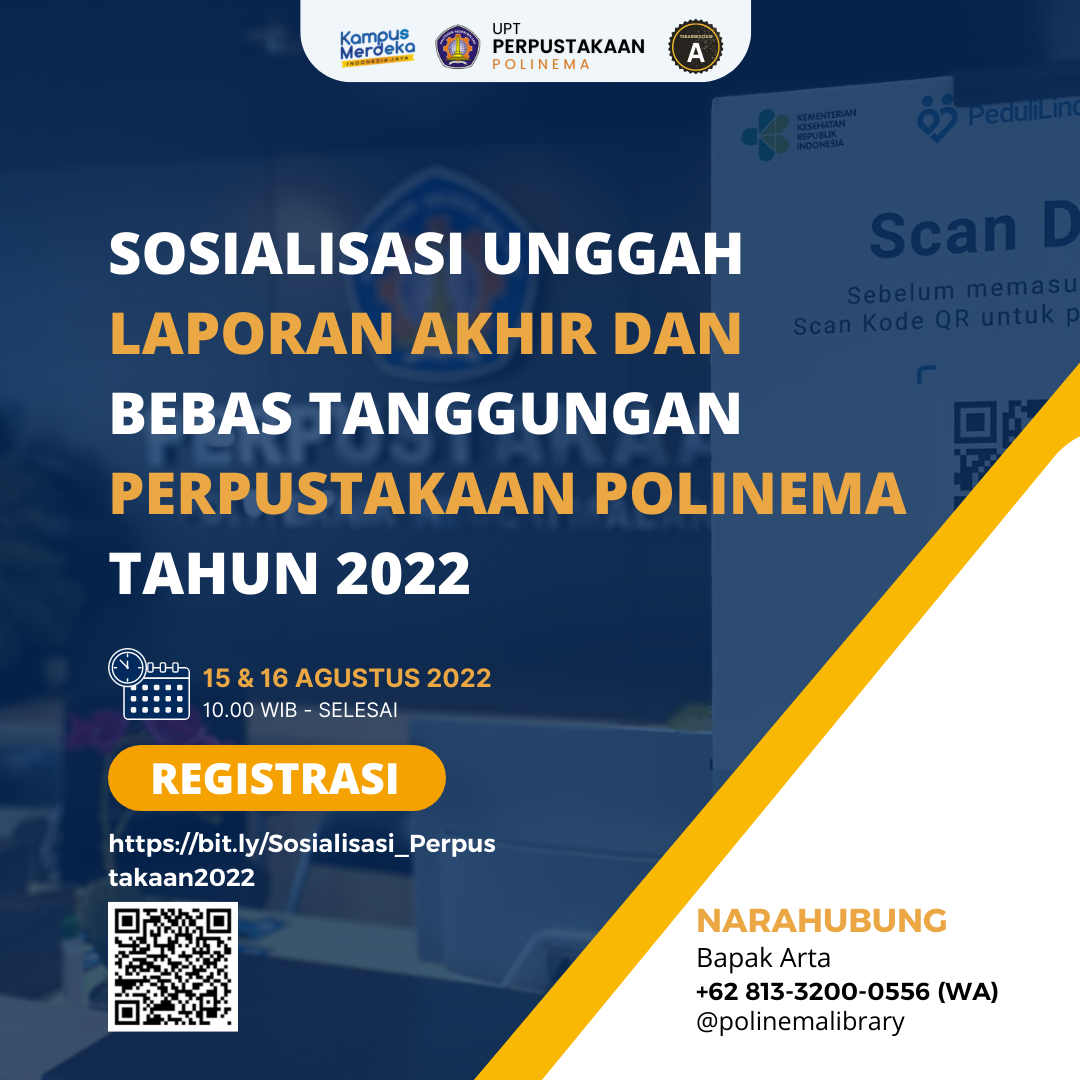 Kampus
Merdeka
INDONESIA JAYA
UPT
PERPUSTAKAAN
POLINEMA
TERAKREDITASI
A
KEMENTERIAN
KESEHATAN
REPUBLIK
INDONESIA
PeduliLind
Scan D
Sebelum memasu
Scan Kode QR untuk p
SOSIALISASI UNGGAH
LAPORAN AKHIR DAN
BEBAS TANGGUNGAN
PERPUSTAKAAN POLINEMA
TAHUN 2022
15 & 16 AGUSTUS 2022
10.00 WIB - SELESAI
REGISTRASI
https://bit.ly/Sosialisasi_Perpus
takaan2022
NARAHUBUNG
Bapak Arta
+62 813-3200-0556 (WA)
@polinemalibrary